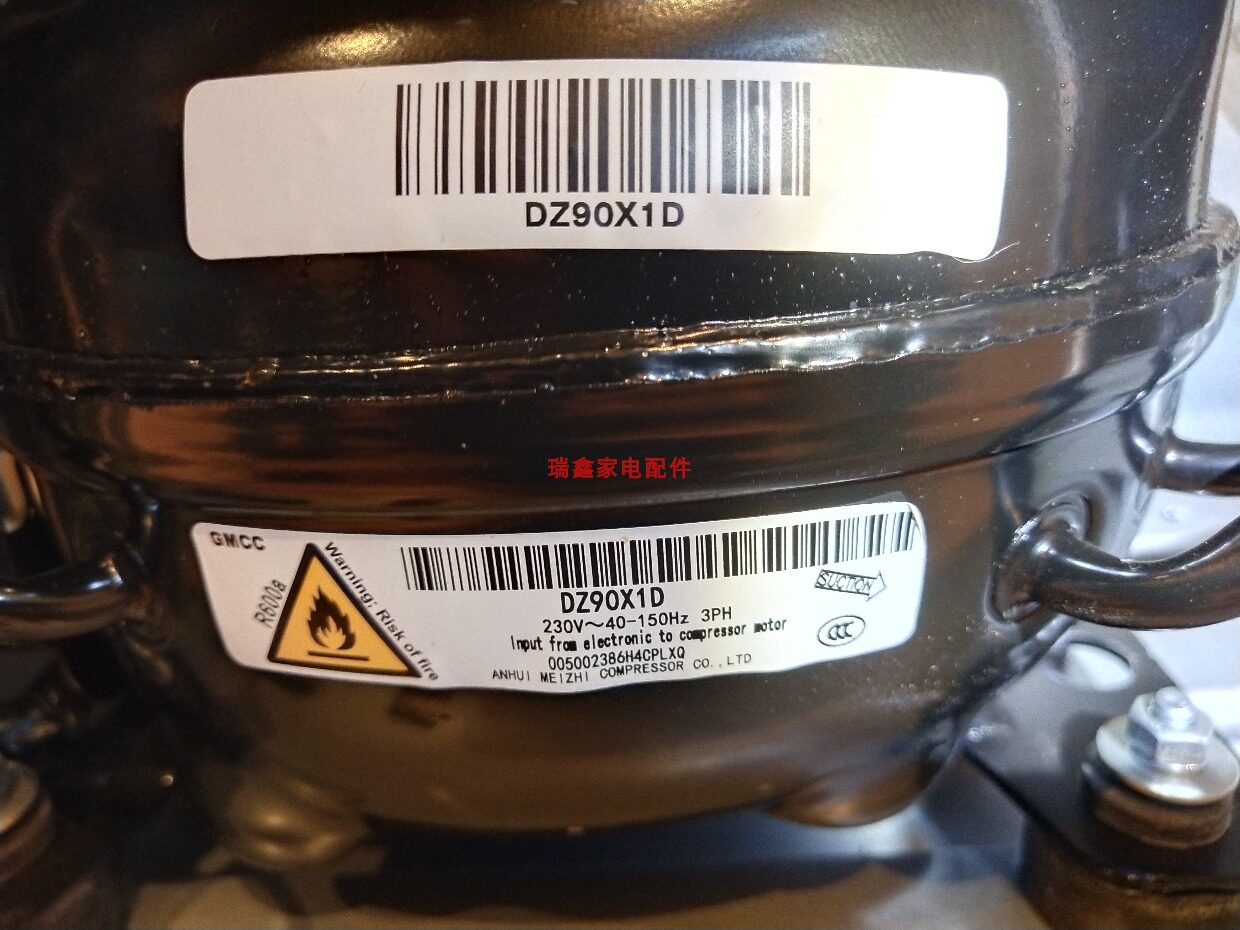 DZ90X1D
瑞鑫家电配件
GMCC
R600a
Warning: Risk of fire
DZ90X1D
230V～40-150Hz 3PH
Input from electronic to compressor motor
005002386H4CPLXQ
ANHUI MEIZHI COMPRESSOR CO.,LTD
SUCTION
CCC